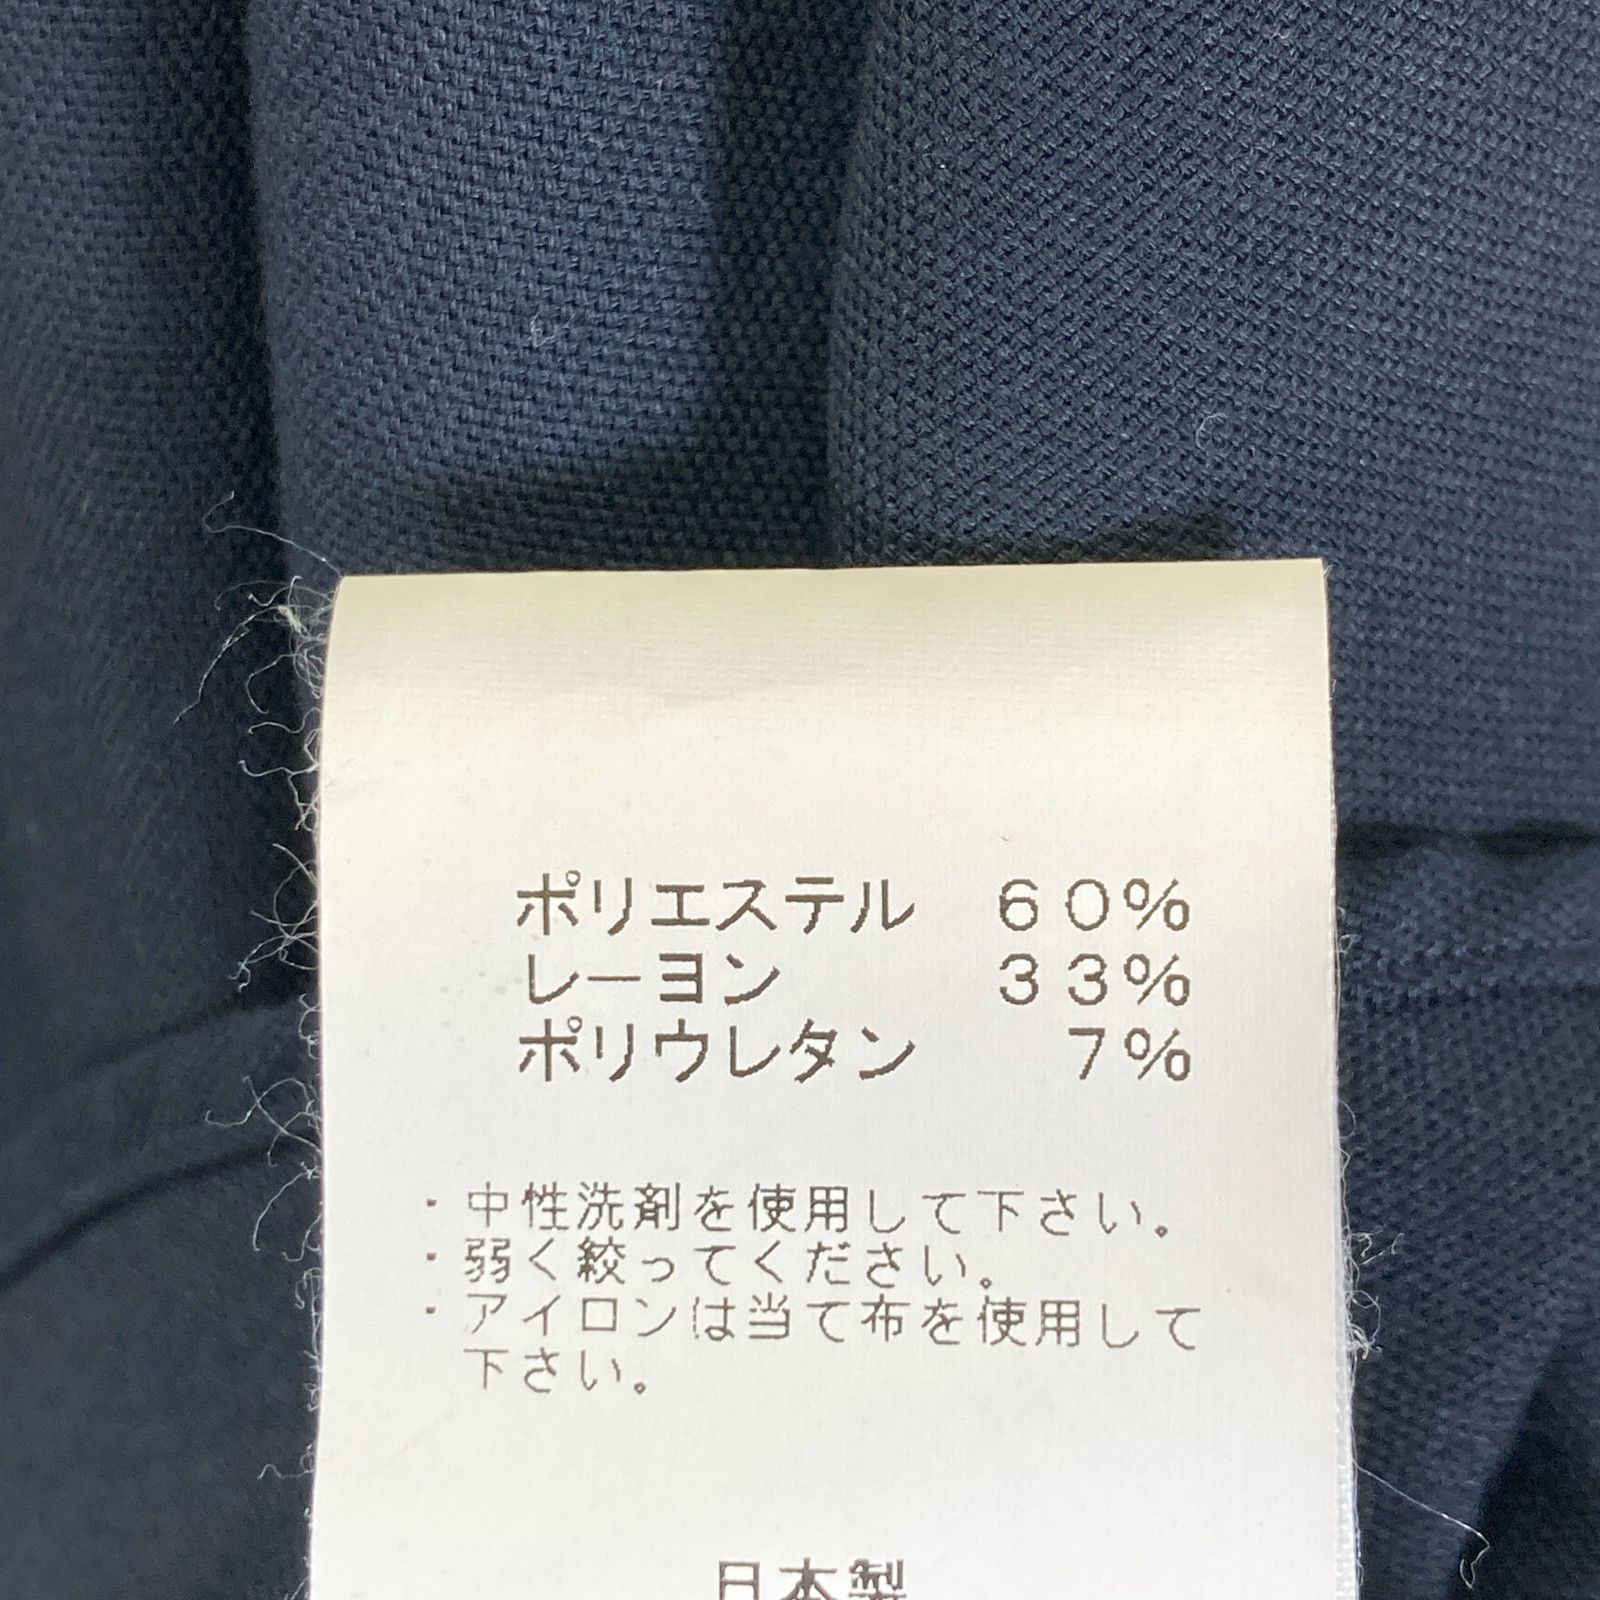 ポリエステル 60%
レーヨン 33%
ポリウレタン 7%
・中性洗剤を使用して下さい。
・弱く絞ってください。
・アイロンは当て布を使用して
下さい。
日本製